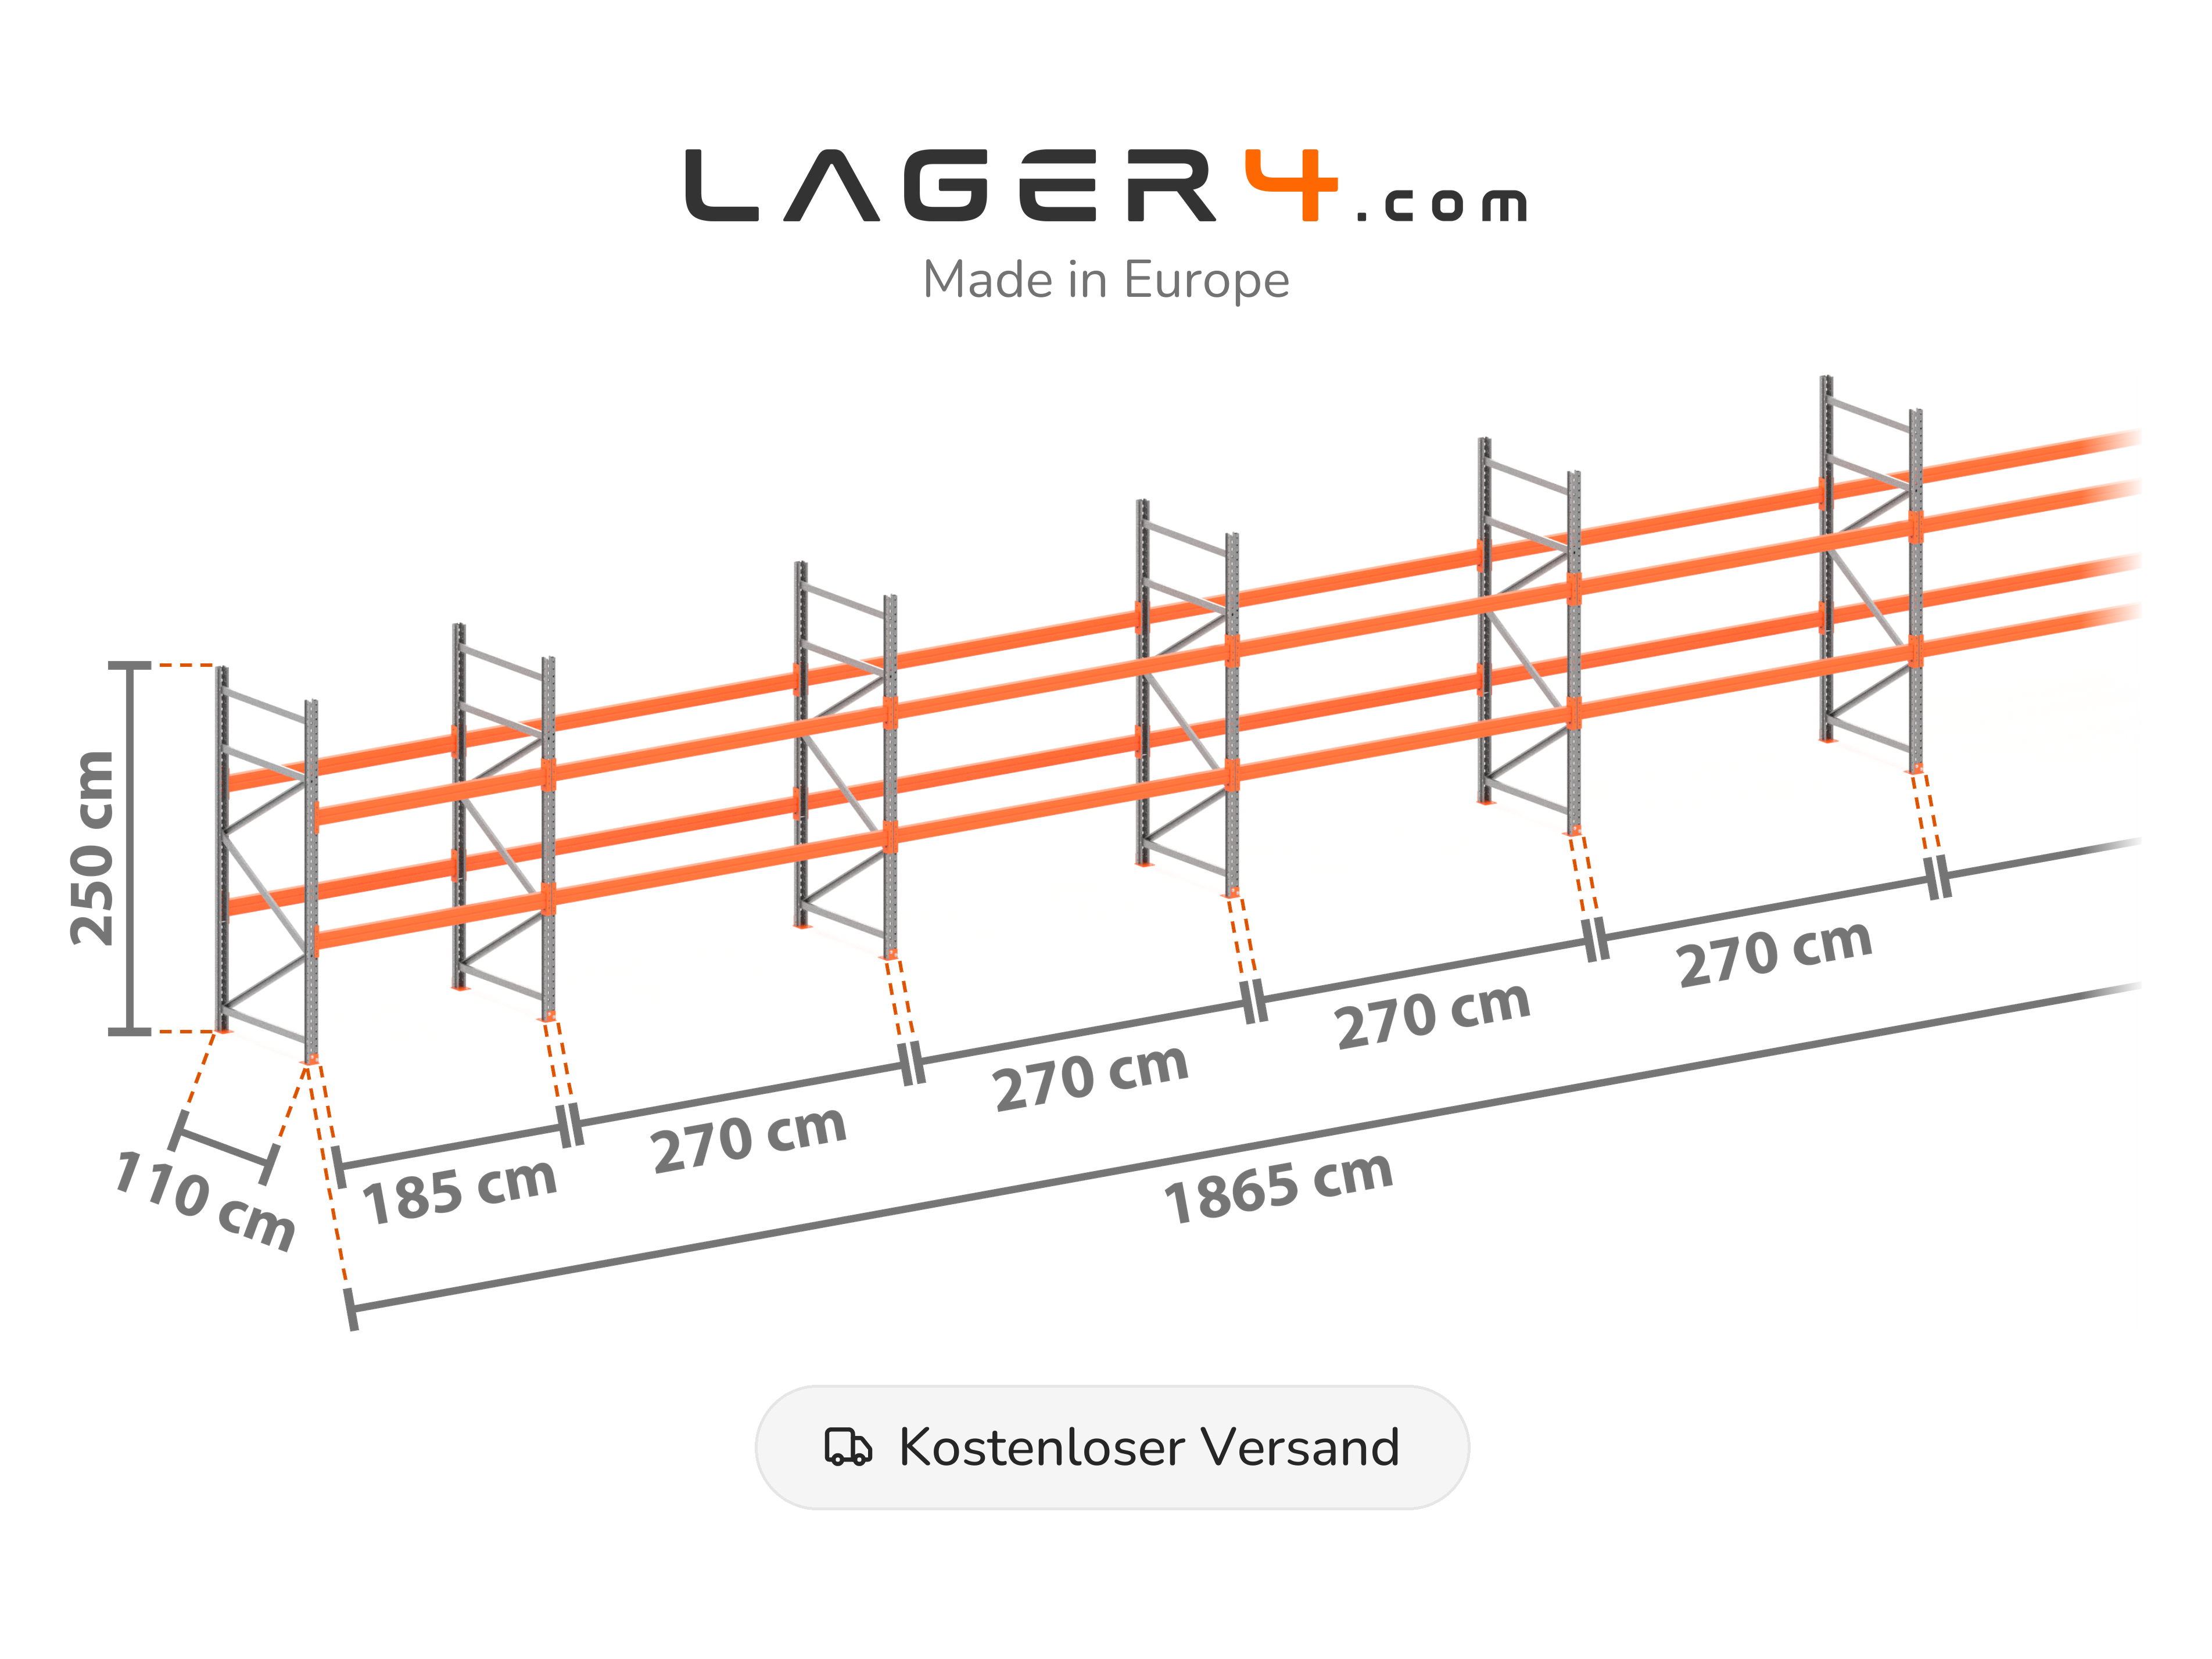 LAGER4.com
Made in Europe
250 cm
110 cm
185 cm
270 cm
270 cm
270 cm
270 cm
1865 cm
Kostenloser Versand